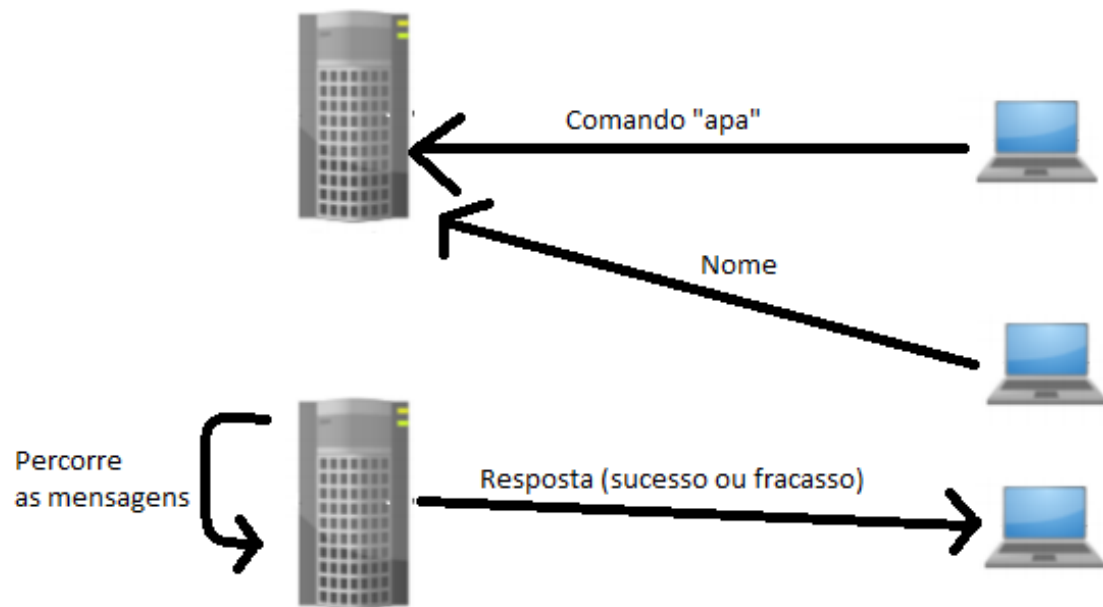 Comando "apa"
Nome
Percorre
as mensagens
Resposta (sucesso ou fracasso)